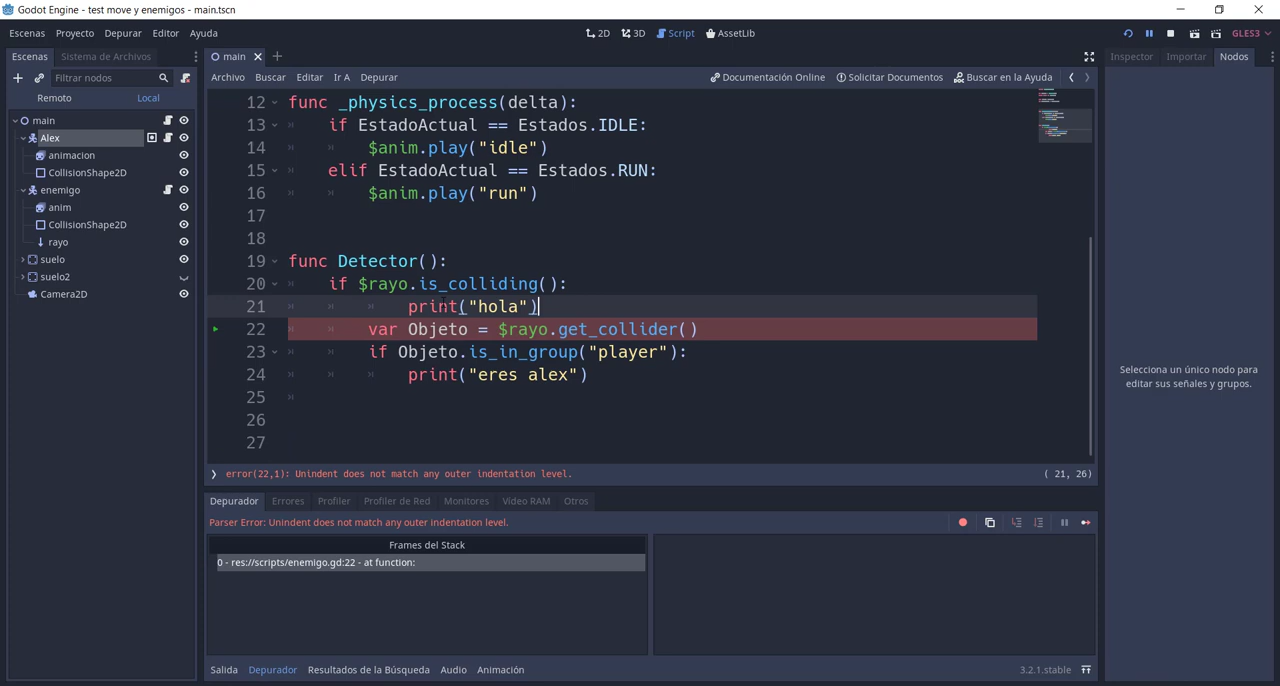 Godot Engine - test move y enemigos - main.tscn
Escenas Proyecto Depurar Editor Ayuda
2D 3D Script AssetLib
GLES3
Escenas Sistema de Archivos
main
Inspector Importar Nodos
Filtrar nodos
Archivo Buscar Editar Ir A Depurar
Documentación Online Solicitar Documentos Buscar en la Ayuda
Remoto Local
main
Alex
animacion
CollisionShape2D
enemigo
anim
CollisionShape2D
rayo
suelo
suelo2
Camera2D
12 func _physics_process(delta):
13 if EstadoActual == Estados.IDLE:
14 $anim.play("idle")
15 elif EstadoActual == Estados.RUN:
16 $anim.play("run")
17
18
19 func Detector():
20 if $rayo.is_colliding():
21 print("hola")
22 var Objeto = $rayo.get_collider()
23 if Objeto.is_in_group("player"):
24 print("eres alex")
25
26
27
Selecciona un único nodo para
editar sus señales y grupos.
error(22,1): Unindent does not match any outer indentation level.
( 21, 26)
Depurador Errores Profiler Profiler de Red Monitores Video RAM Otros
Parser Error: Unindent does not match any outer indentation level.
Frames del Stack
0 - res://scripts/enemigo.gd:22 - at function:
Salida Depurador Resultados de la Búsqueda Audio Animación
3.2.1.stable